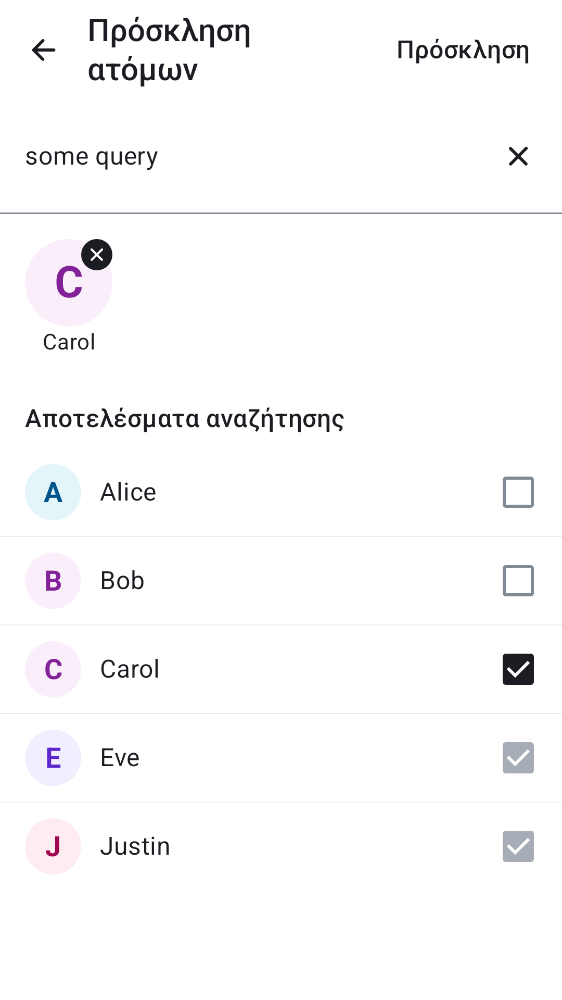 Πρόσκληση
ατόμων
Πρόσκληση
some query
C
Carol
Αποτελέσματα αναζήτησης
A Alice
B Bob
C Carol
E Eve
J Justin